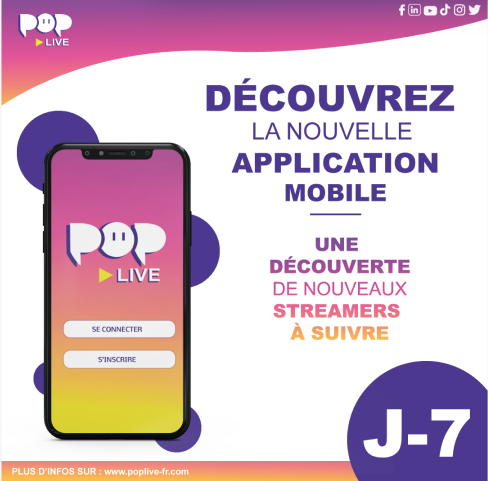 POP
LIVE
DÉCOUVREZ
LA NOUVELLE
APPLICATION
MOBILE
UNE
DÉCOUVERTE
DE NOUVEAUX
STREAMERS
À SUIVRE
POP
LIVE
SE CONNECTER
S'INSCRIRE
J-7
PLUS D'INFOS SUR : www.poplive-fr.com